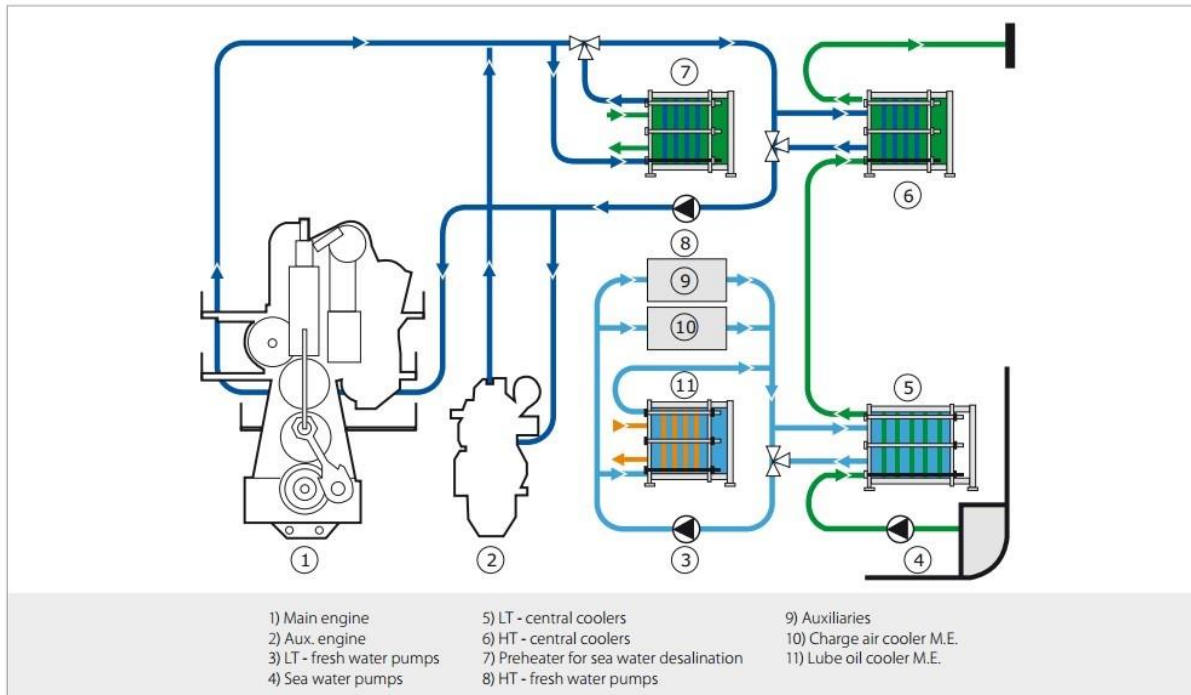 7
6
8
9
10
11
5
1
2
3
4
1) Main engine
2) Aux. engine
3) LT - fresh water pumps
4) Sea water pumps
5) LT - central coolers
6) HT - central coolers
7) Preheater for sea water desalination
8) HT - fresh water pumps
9) Auxiliaries
10) Charge air cooler M.E.
11) Lube oil cooler M.E.